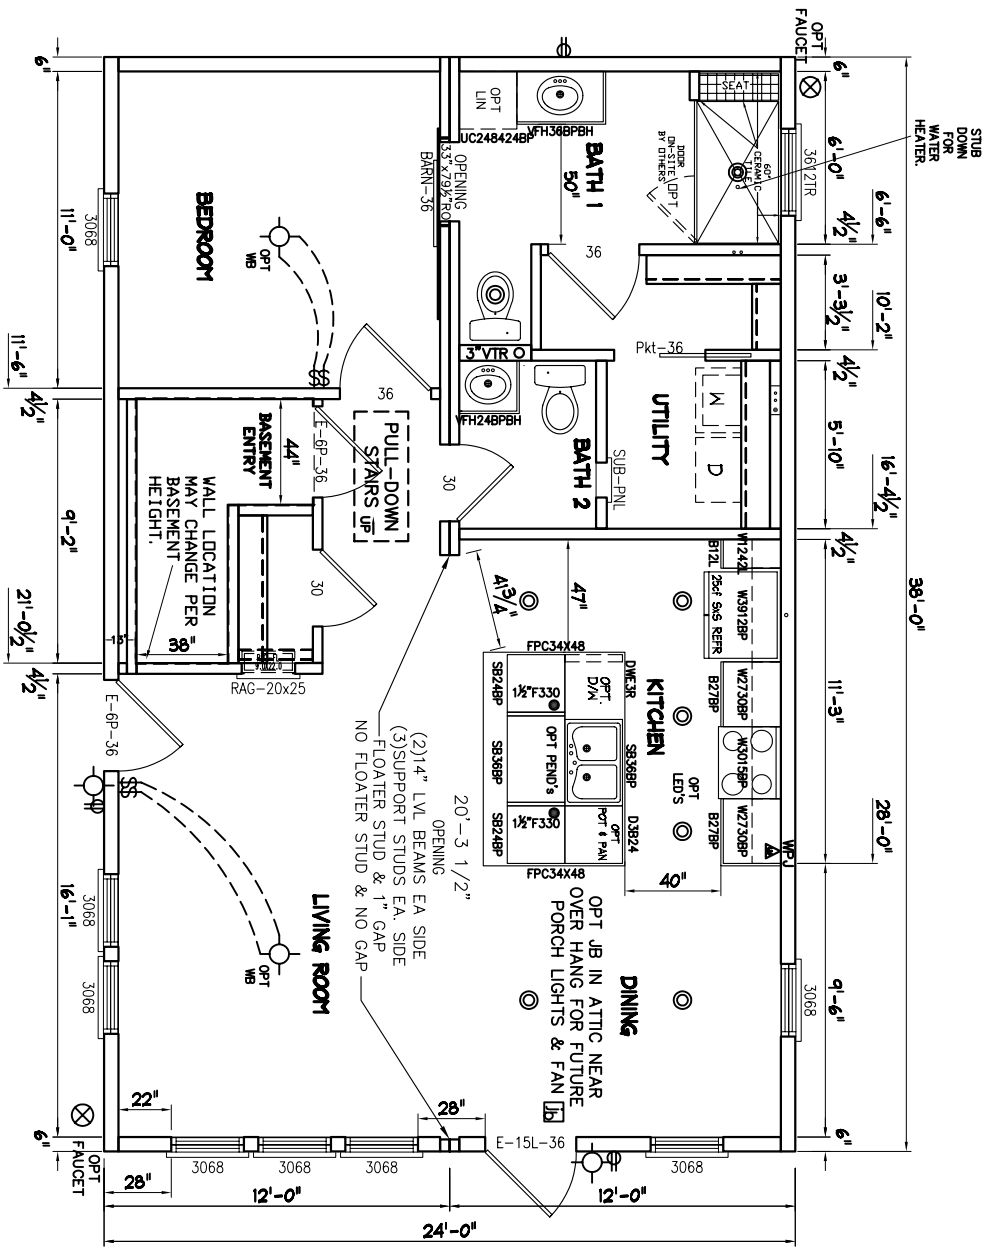 STUB
DOWN
FOR
WATER
HEATER.
OPT
FAUCET
38'-0"
6'-6"
10'-2"
16'-4½"
28'-0"
6"
6'-0"
4½"
3'-3½"
4½"
5'-10"
4½"
11'-3"
9'-6"
6"
3612TR
3068
SEAT
60"
CERAMIC
TILE
DOOR OPT
ON-SITE
BY OTHERS
BATH 1
50"
VFH36BPBH
OPT
LIN
UC248424BP
OPENING
33"x79½"RO
BARN-36
36
Pkt-36
UTILITY
W
D
SUB-PNL
3"VTR
VFH24BPBH
BATH 2
30
W1242L
B12L
W3912BP
25cf SxS REFR
W2730BP
B27BP
W3015BP
W2730BP
B27BP
WPJ
OPT
LED's
KITCHEN
47"
41¾"
40"
FPC34X48
FPC34X48
DWE3R
SB36BP
D3B24
OPT.
D/W
OPT
POT & PAN
1½"F330
OPT PEND's
1½"F330
SB24BP
SB36BP
SB24BP
DINING
OPT JB IN ATTIC NEAR
OVER HANG FOR FUTURE
PORCH LIGHTS & FAN
jb
20'-3 1/2"
OPENING
(2)14" LVL BEAMS EA SIDE
(3)SUPPORT STUDS EA. SIDE
FLOATER STUD & 1" GAP
NO FLOATER STUD & NO GAP
BEDROOM
OPT
WB
36
PULL-DOWN
STAIRS UP
E-6P-36
44"
BASEMENT
ENTRY
WALL LOCATION
MAY CHANGE PER
BASEMENT
HEIGHT.
38"
30
RAG-20x25
E-6P-36
LIVING ROOM
OPT
WB
28"
22"
E-15L-36
3068
3068
3068
3068
3068
3068
3068
6"
11'-0"
4½"
9'-2"
4½"
16'-1"
6"
11'-6"
21'-0½"
OPT
FAUCET
28"
12'-0"
12'-0"
24'-0"